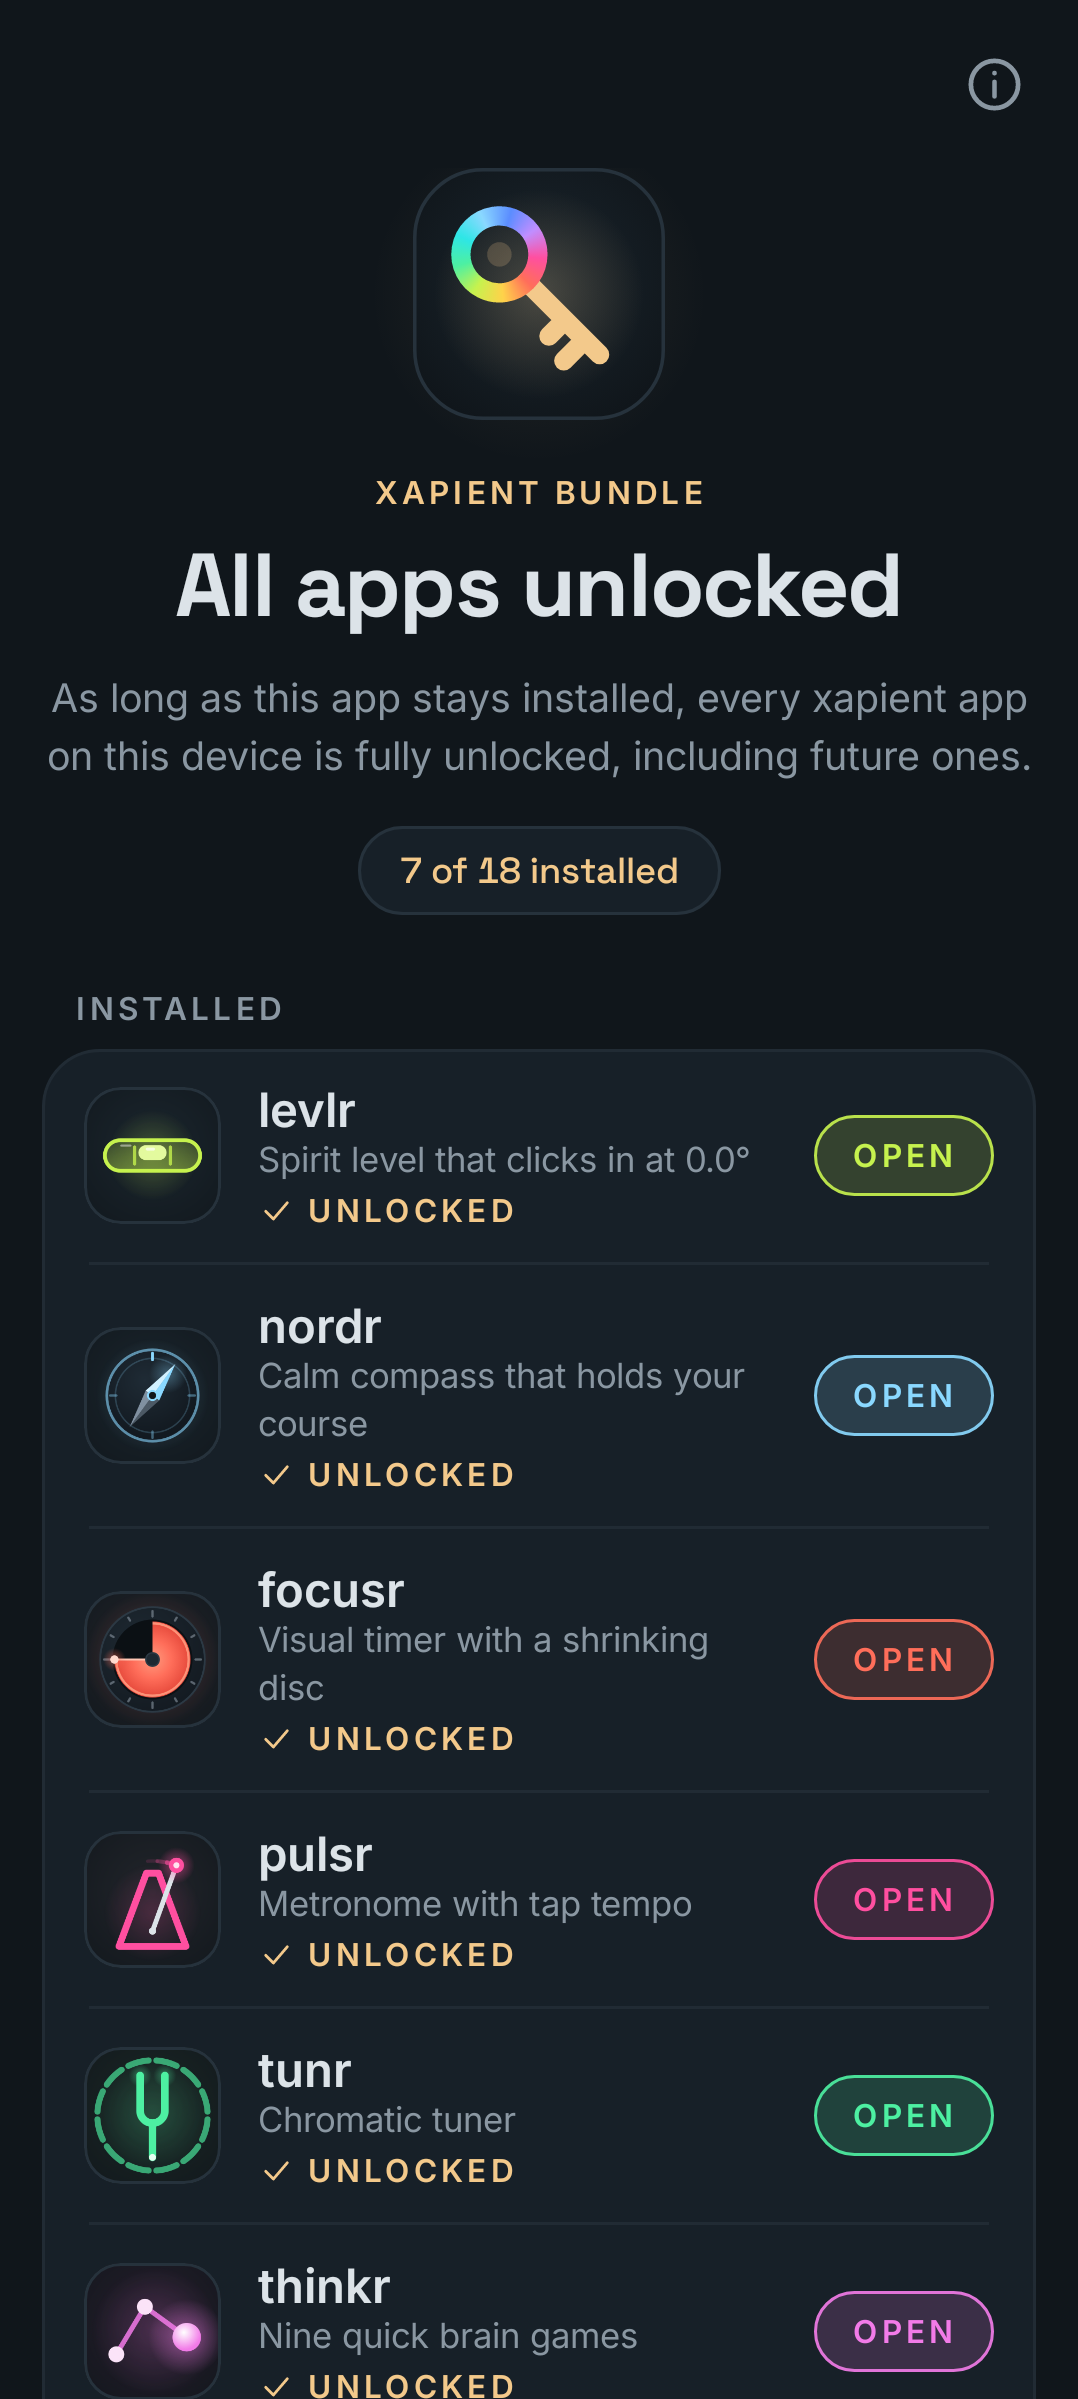 XAPIENT BUNDLE
All apps unlocked
As long as this app stays installed, every xapient app
on this device is fully unlocked, including future ones.
7 of 18 installed
INSTALLED
levlr
Spirit level that clicks in at 0.0°
UNLOCKED
OPEN
nordr
Calm compass that holds your
course
UNLOCKED
OPEN
focusr
Visual timer with a shrinking
disc
UNLOCKED
OPEN
pulsr
Metronome with tap tempo
UNLOCKED
OPEN
tunr
Chromatic tuner
UNLOCKED
OPEN
thinkr
Nine quick brain games
UNLOCKED
OPEN